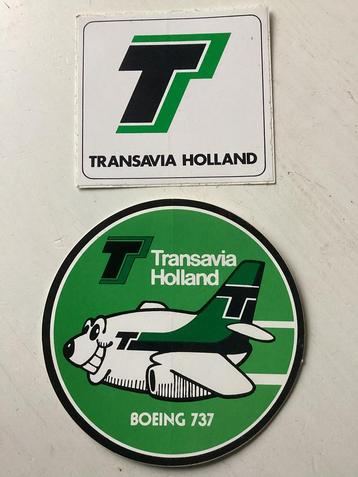 T
TRANSAVIA HOLLAND
T Transavia
Holland
T
T
BOEING 737